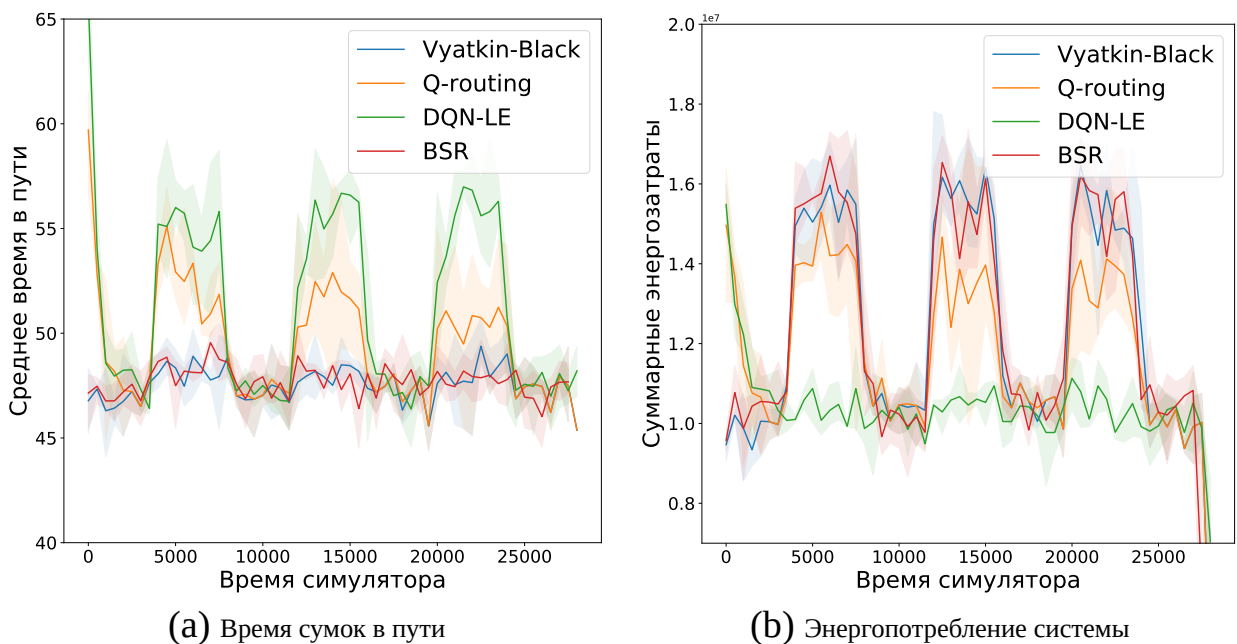 65
60
55
50
45
40
Среднее время в пути
Vyatkin-Black
Q-routing
DQN-LE
BSR
0
5000
10000
15000
20000
25000
Время симулятора
(a) Время сумок в пути
1e7
2.0
1.8
1.6
1.4
1.2
1.0
0.8
Суммарные энергозатраты
Vyatkin-Black
Q-routing
DQN-LE
BSR
0
5000
10000
15000
20000
25000
Время симулятора
(b) Энергопотребление системы